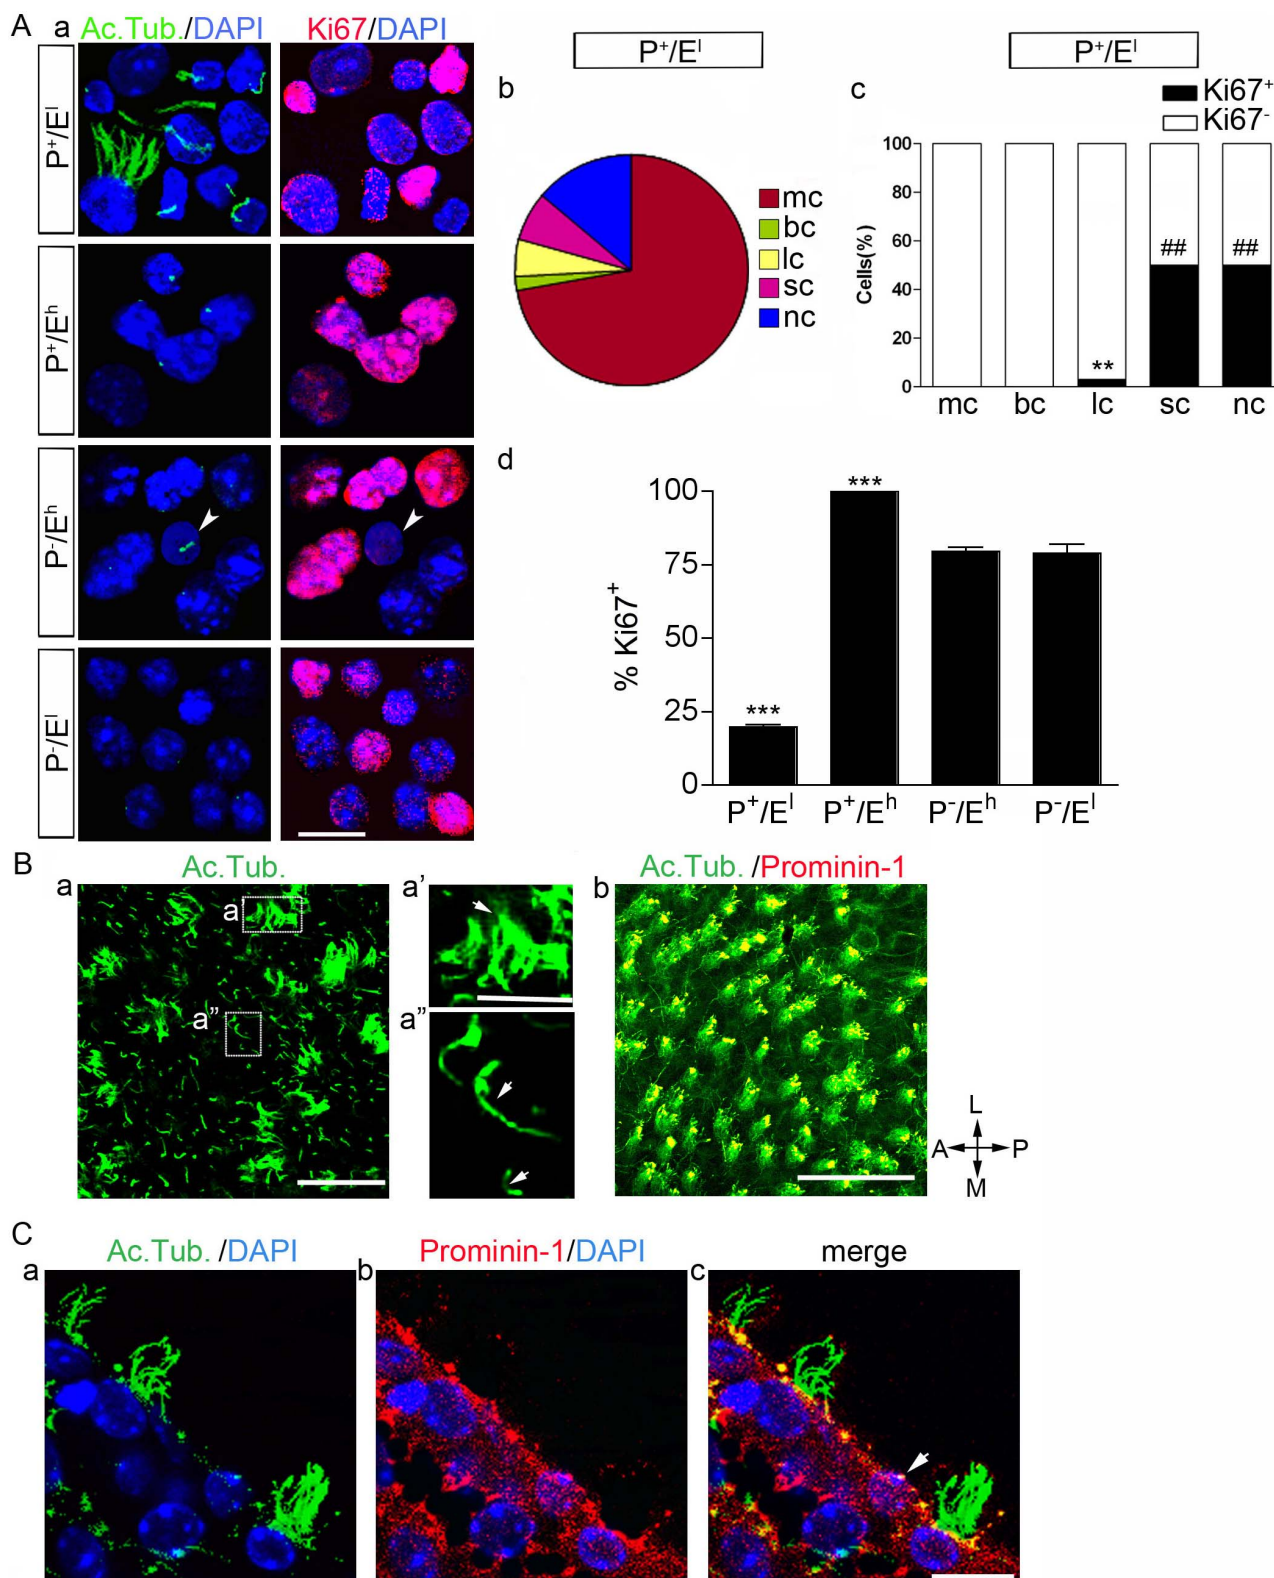 A
a
Ac.Tub./DAPI
Ki67/DAPI
P⁺/Eˡ
P⁺/Eʰ
P⁻/Eʰ
P⁻/Eˡ
b
P⁺/Eˡ
mc
bc
lc
sc
nc
c
P⁺/Eˡ
Ki67⁺
Ki67⁻
Cells(%)
100
80
60
40
20
0
**
##
##
mc bc lc sc nc
d
% Ki67⁺
100
75
50
25
0
***
***
P⁺/Eˡ P⁺/Eʰ P⁻/Eʰ P⁻/Eˡ
B
Ac.Tub.
a
a'
a"
a'
a"
Ac.Tub. /Prominin-1
b
L
A P
M
C
Ac.Tub. /DAPI
a
Prominin-1/DAPI
b
merge
c